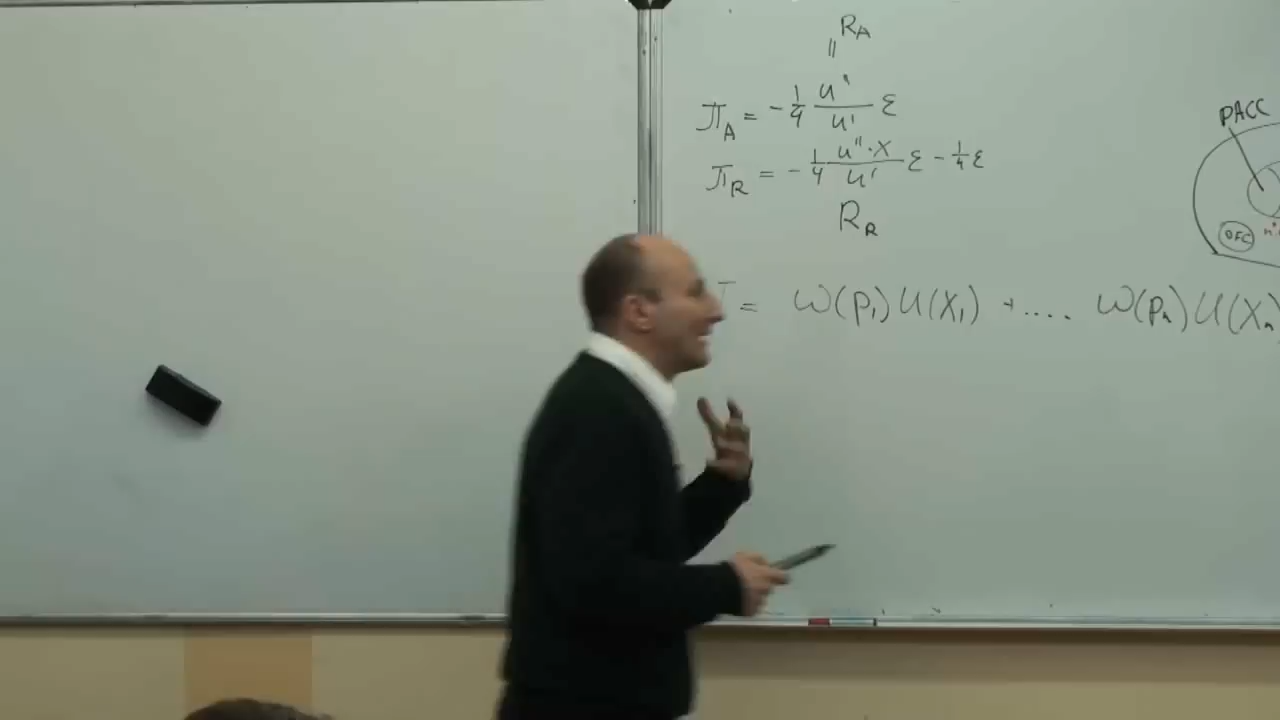 R_A
||
π_A = -1/4 u''/u' ε
π_R = -1/4 u''·x/u' ε - 1/4 ε
R_R
= ω(p₁)U(x₁) + .... ω(pₙ)U(xₙ
PACC
OFC